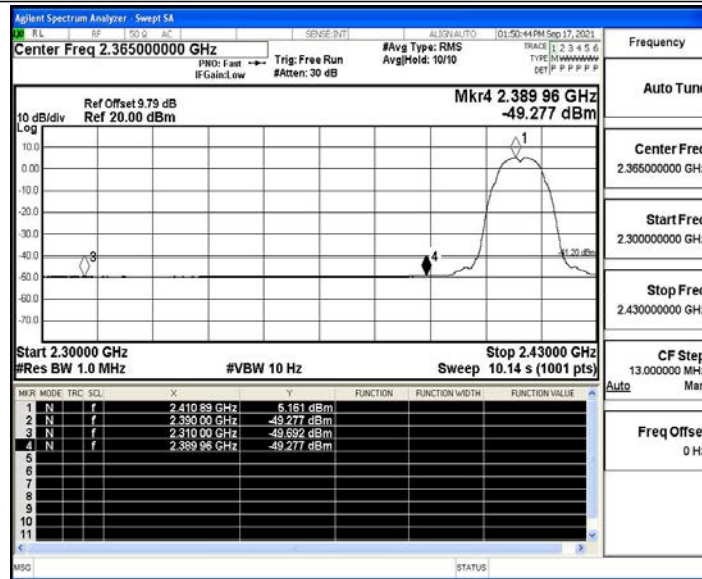 Agilent Spectrum Analyzer - Swept SA
RL RF 50 Ω AC SENSE:INT ALIGN AUTO 01:50:44 PM Sep 17, 2021
Center Freq 2.365000000 GHz #Avg Type: RMS TRACE 1 2 3 4 5 6
PNO: Fast Trig: Free Run Avg|Hold: 10/10 TYPE M WWWWW
IFGain:Low #Atten: 30 dB DET P P P P P P
Ref Offset 9.79 dB Mkr4 2.389 96 GHz
10 dB/div Ref 20.00 dBm -49.277 dBm
Log
1
10.0
0.00
-10.0
-20.0
-30.0
-40.0
-41.20 dBm
3
4
-50.0
-60.0
-70.0
Start 2.30000 GHz Stop 2.43000 GHz
#Res BW 1.0 MHz #VBW 10 Hz Sweep 10.14 s (1001 pts)
MKR MODE TRC SCL X Y FUNCTION FUNCTION WIDTH FUNCTION VALUE
1 N f 2.410 89 GHz 5.161 dBm
2 N f 2.390 00 GHz -49.277 dBm
3 N f 2.310 00 GHz -49.692 dBm
4 N f 2.389 96 GHz -49.277 dBm
5
6
7
8
9
10
11
MSG STATUS
Frequency
Auto Tune
Center Freq
2.365000000 GHz
Start Freq
2.300000000 GHz
Stop Freq
2.430000000 GHz
CF Step
13.000000 MHz
Auto Man
Freq Offset
0 Hz